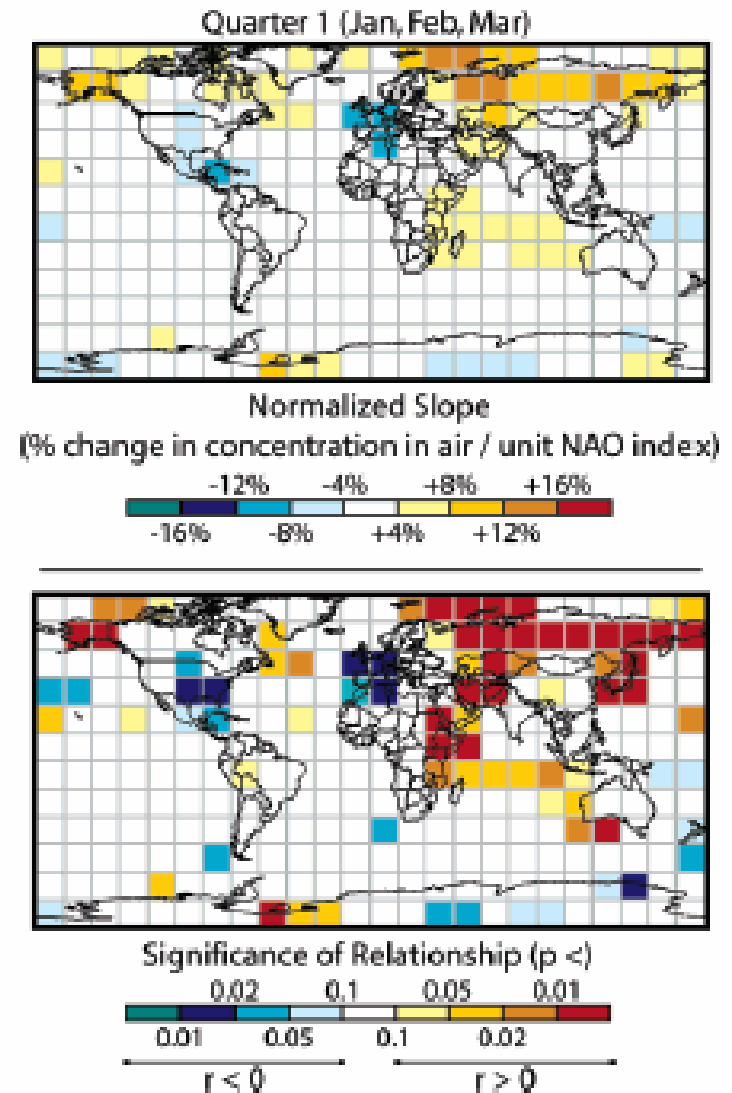 Quarter 1 (Jan, Feb, Mar)
Normalized Slope
(% change in concentration in air / unit NAO index)
-12% -4% +8% +16%
-16% -8% +4% +12%
Significance of Relationship (p <)
0.02 0.1 0.05 0.01
0.01 0.05 0.1 0.02
r < 0 r > 0